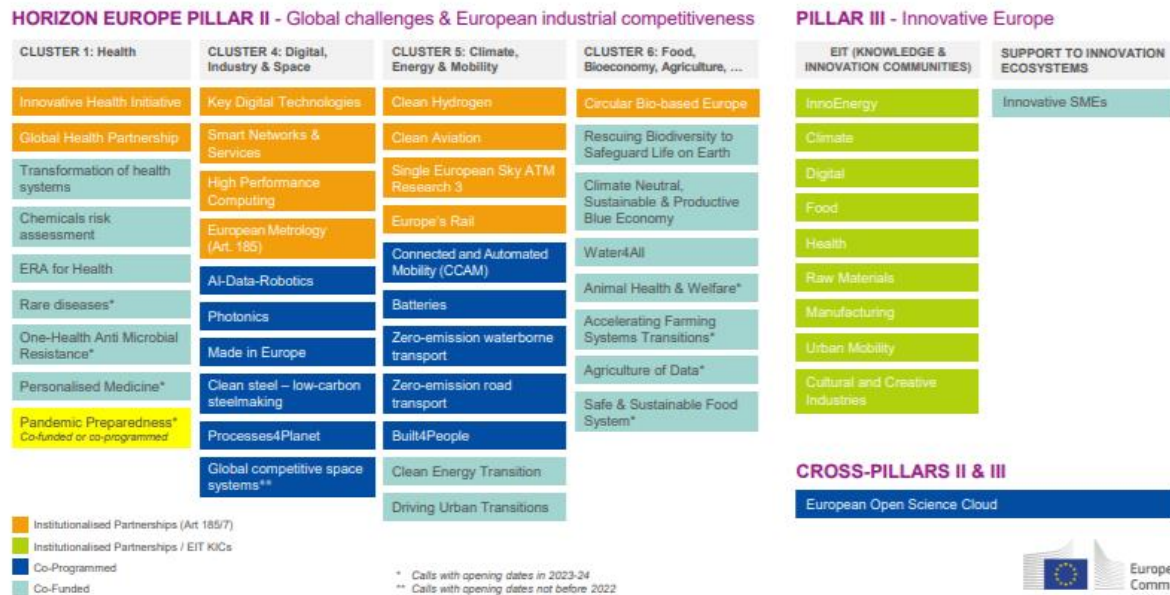 HORIZON EUROPE PILLAR II - Global challenges & European industrial competitiveness
CLUSTER 1: Health
Innovative Health Initiative
Global Health Partnership
Transformation of health
systems
Chemicals risk
assessment
ERA for Health
Rare diseases*
One-Health Anti Microbial
Resistance*
Personalised Medicine*
Pandemic Preparedness*
Co-funded or co-programmed
CLUSTER 4: Digital,
Industry & Space
Key Digital Technologies
Smart Networks &
Services
High Performance
Computing
European Metrology
(Art. 185)
AI-Data-Robotics
Photonics
Made in Europe
Clean steel – low-carbon
steelmaking
Processes4Planet
Global competitive space
systems**
CLUSTER 5: Climate,
Energy & Mobility
Clean Hydrogen
Clean Aviation
Single European Sky ATM
Research 3
Europe's Rail
Connected and Automated
Mobility (CCAM)
Batteries
Zero-emission waterborne
transport
Zero-emission road
transport
Built4People
Clean Energy Transition
Driving Urban Transitions
CLUSTER 6: Food,
Bioeconomy, Agriculture, …
Circular Bio-based Europe
Rescuing Biodiversity to
Safeguard Life on Earth
Climate Neutral,
Sustainable & Productive
Blue Economy
Water4All
Animal Health & Welfare*
Accelerating Farming
Systems Transitions*
Agriculture of Data*
Safe & Sustainable Food
System*
PILLAR III - Innovative Europe
EIT (KNOWLEDGE &
INNOVATION COMMUNITIES)
InnoEnergy
Climate
Digital
Food
Health
Raw Materials
Manufacturing
Urban Mobility
Cultural and Creative
Industries
SUPPORT TO INNOVATION
ECOSYSTEMS
Innovative SMEs
CROSS-PILLARS II & III
European Open Science Cloud
Institutionalised Partnerships (Art 185/7)
Institutionalised Partnerships / EIT KICs
Co-Programmed
Co-Funded
* Calls with opening dates in 2023-24
** Calls with opening dates not before 2022
Europe
Comm